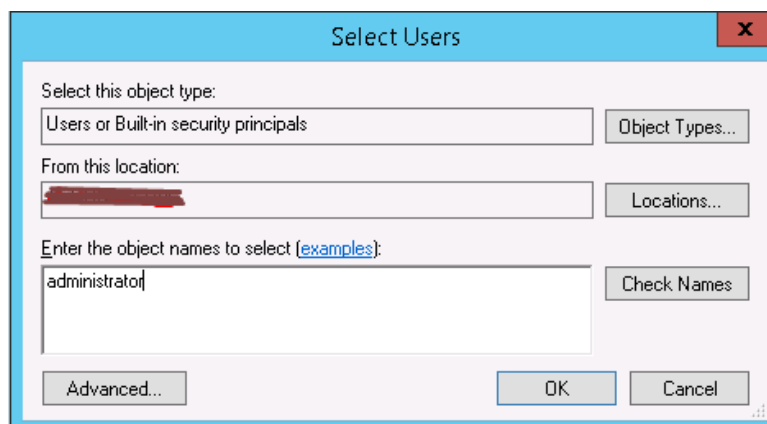 Select Users
x
Select this object type:
Users or Built-in security principals
Object Types...
From this location:
Locations...
Enter the object names to select (examples):
administrator
Check Names
Advanced...
OK
Cancel